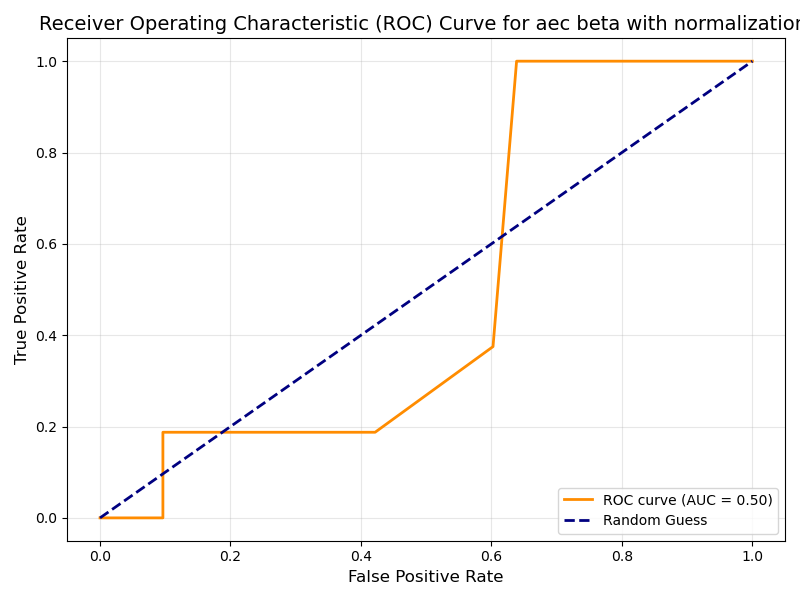 Receiver Operating Characteristic (ROC) Curve for aec beta with normalization
True Positive Rate
1.0
0.8
0.6
0.4
0.2
0.0
0.0 0.2 0.4 0.6 0.8 1.0
False Positive Rate
ROC curve (AUC = 0.50)
Random Guess